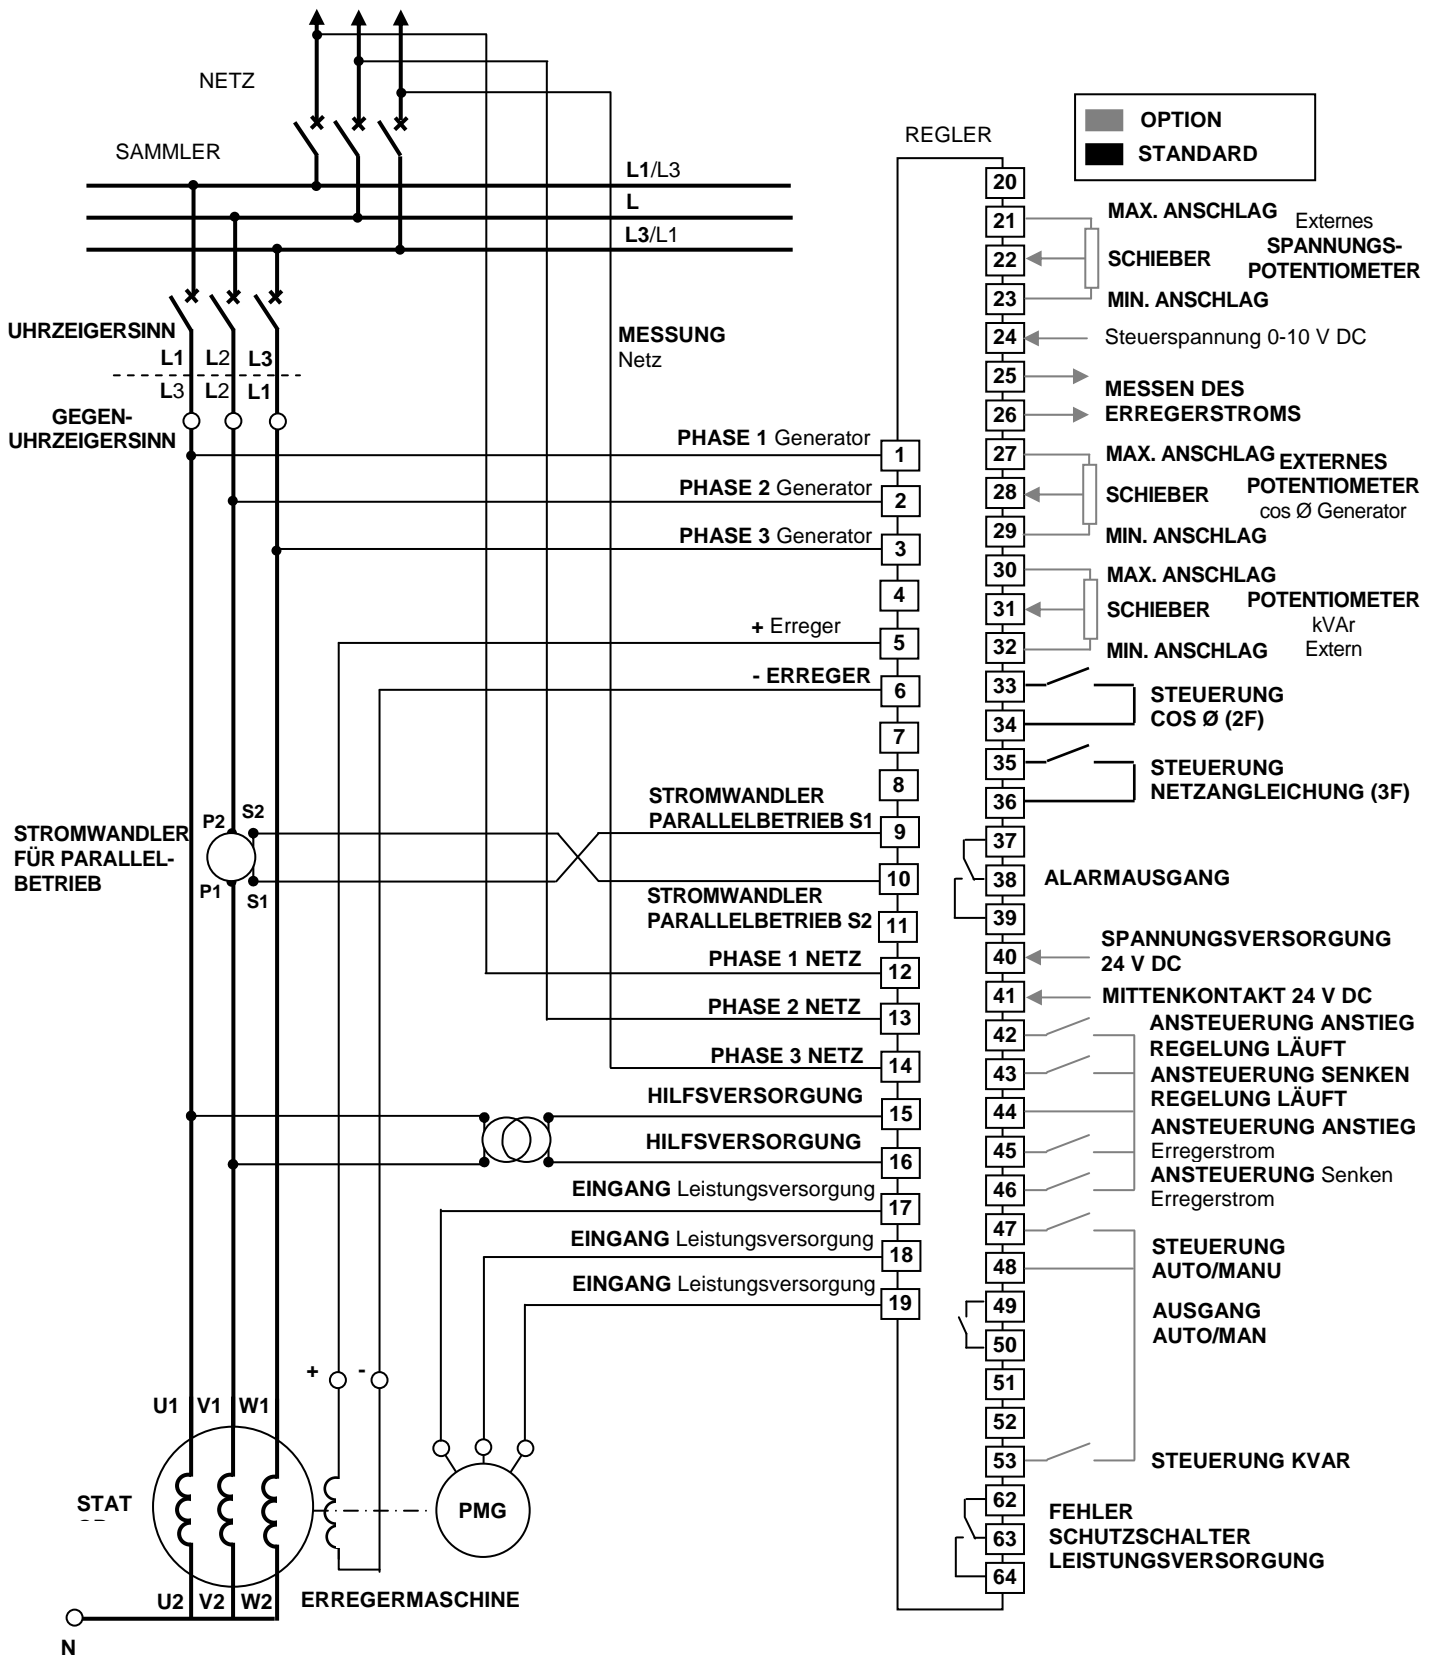 NETZ
SAMMLER
L1/L3
L
L3/L1
UHRZEIGERSINN
L1 L2 L3
L3 L2 L1
GEGEN-
UHRZEIGERSINN
MESSUNG
Netz
REGLER
OPTION
STANDARD
PHASE 1 Generator
1
PHASE 2 Generator
2
PHASE 3 Generator
3
4
+ Erreger
5
- ERREGER
6
7
8
STROMWANDLER
PARALLELBETRIEB S1
9
10
STROMWANDLER
PARALLELBETRIEB S2
11
PHASE 1 NETZ
12
PHASE 2 NETZ
13
PHASE 3 NETZ
14
HILFSVERSORGUNG
15
HILFSVERSORGUNG
16
EINGANG Leistungsversorgung
17
EINGANG Leistungsversorgung
18
EINGANG Leistungsversorgung
19
STROMWANDLER
FÜR PARALLEL-
BETRIEB
P2 S2
P1 S1
+ -
U1 V1 W1
STAT
PMG
U2 V2 W2
ERREGERMASCHINE
N
20
21
MAX. ANSCHLAG
22
SCHIEBER
23
MIN. ANSCHLAG
Externes
SPANNUNGS-
POTENTIOMETER
24
Steuerspannung 0-10 V DC
25
26
MESSEN DES
ERREGERSTROMS
27
MAX. ANSCHLAG
28
SCHIEBER
29
MIN. ANSCHLAG
EXTERNES
POTENTIOMETER
cos Ø Generator
30
MAX. ANSCHLAG
31
SCHIEBER
32
MIN. ANSCHLAG
POTENTIOMETER
kVAr
Extern
33
34
STEUERUNG
COS Ø (2F)
35
36
STEUERUNG
NETZANGLEICHUNG (3F)
37
38
39
ALARMAUSGANG
40
SPANNUNGSVERSORGUNG
24 V DC
41
MITTENKONTAKT 24 V DC
42
ANSTEUERUNG ANSTIEG
REGELUNG LÄUFT
43
ANSTEUERUNG SENKEN
REGELUNG LÄUFT
44
45
ANSTEUERUNG ANSTIEG
Erregerstrom
46
ANSTEUERUNG Senken
Erregerstrom
47
48
STEUERUNG
AUTO/MANU
49
50
AUSGANG
AUTO/MAN
51
52
53
STEUERUNG KVAR
62
63
64
FEHLER
SCHUTZSCHALTER
LEISTUNGSVERSORGUNG